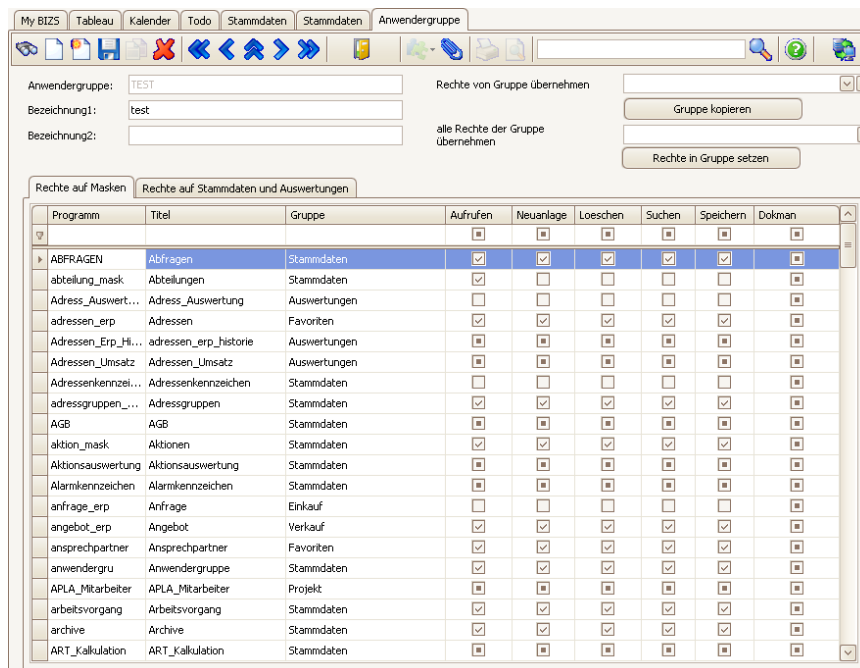 My BIZS Tableau Kalender Todo Stammdaten Stammdaten Anwendergruppe
Anwendergruppe: TEST Rechte von Gruppe übernehmen
Bezeichnung1: test Gruppe kopieren
Bezeichnung2: alle Rechte der Gruppe
übernehmen
Rechte in Gruppe setzen
Rechte auf Masken Rechte auf Stammdaten und Auswertungen
Programm Titel Gruppe Aufrufen Neuanlage Loeschen Suchen Speichern Dokman
ABFRAGEN Abfragen Stammdaten
abteilung_mask Abteilungen Stammdaten
Adress_Auswert... Adress_Auswertung Auswertungen
adressen_erp Adressen Favoriten
Adressen_Erp_Hi... adressen_erp_historie Auswertungen
Adressen_Umsatz Adressen_Umsatz Auswertungen
Adressenkennzei... Adressenkennzeichen Stammdaten
adressgruppen_... Adressgruppen Stammdaten
AGB AGB Stammdaten
aktion_mask Aktionen Stammdaten
Aktionsauswertung Aktionsauswertung Stammdaten
Alarmkennzeichen Alarmkennzeichen Stammdaten
anfrage_erp Anfrage Einkauf
angebot_erp Angebot Verkauf
ansprechpartner Ansprechpartner Favoriten
anwendergru Anwendergruppe Stammdaten
APLA_Mitarbeiter APLA_Mitarbeiter Projekt
arbeitsvorgang Arbeitsvorgang Stammdaten
archive Archive Stammdaten
ART_Kalkulation ART_Kalkulation Stammdaten